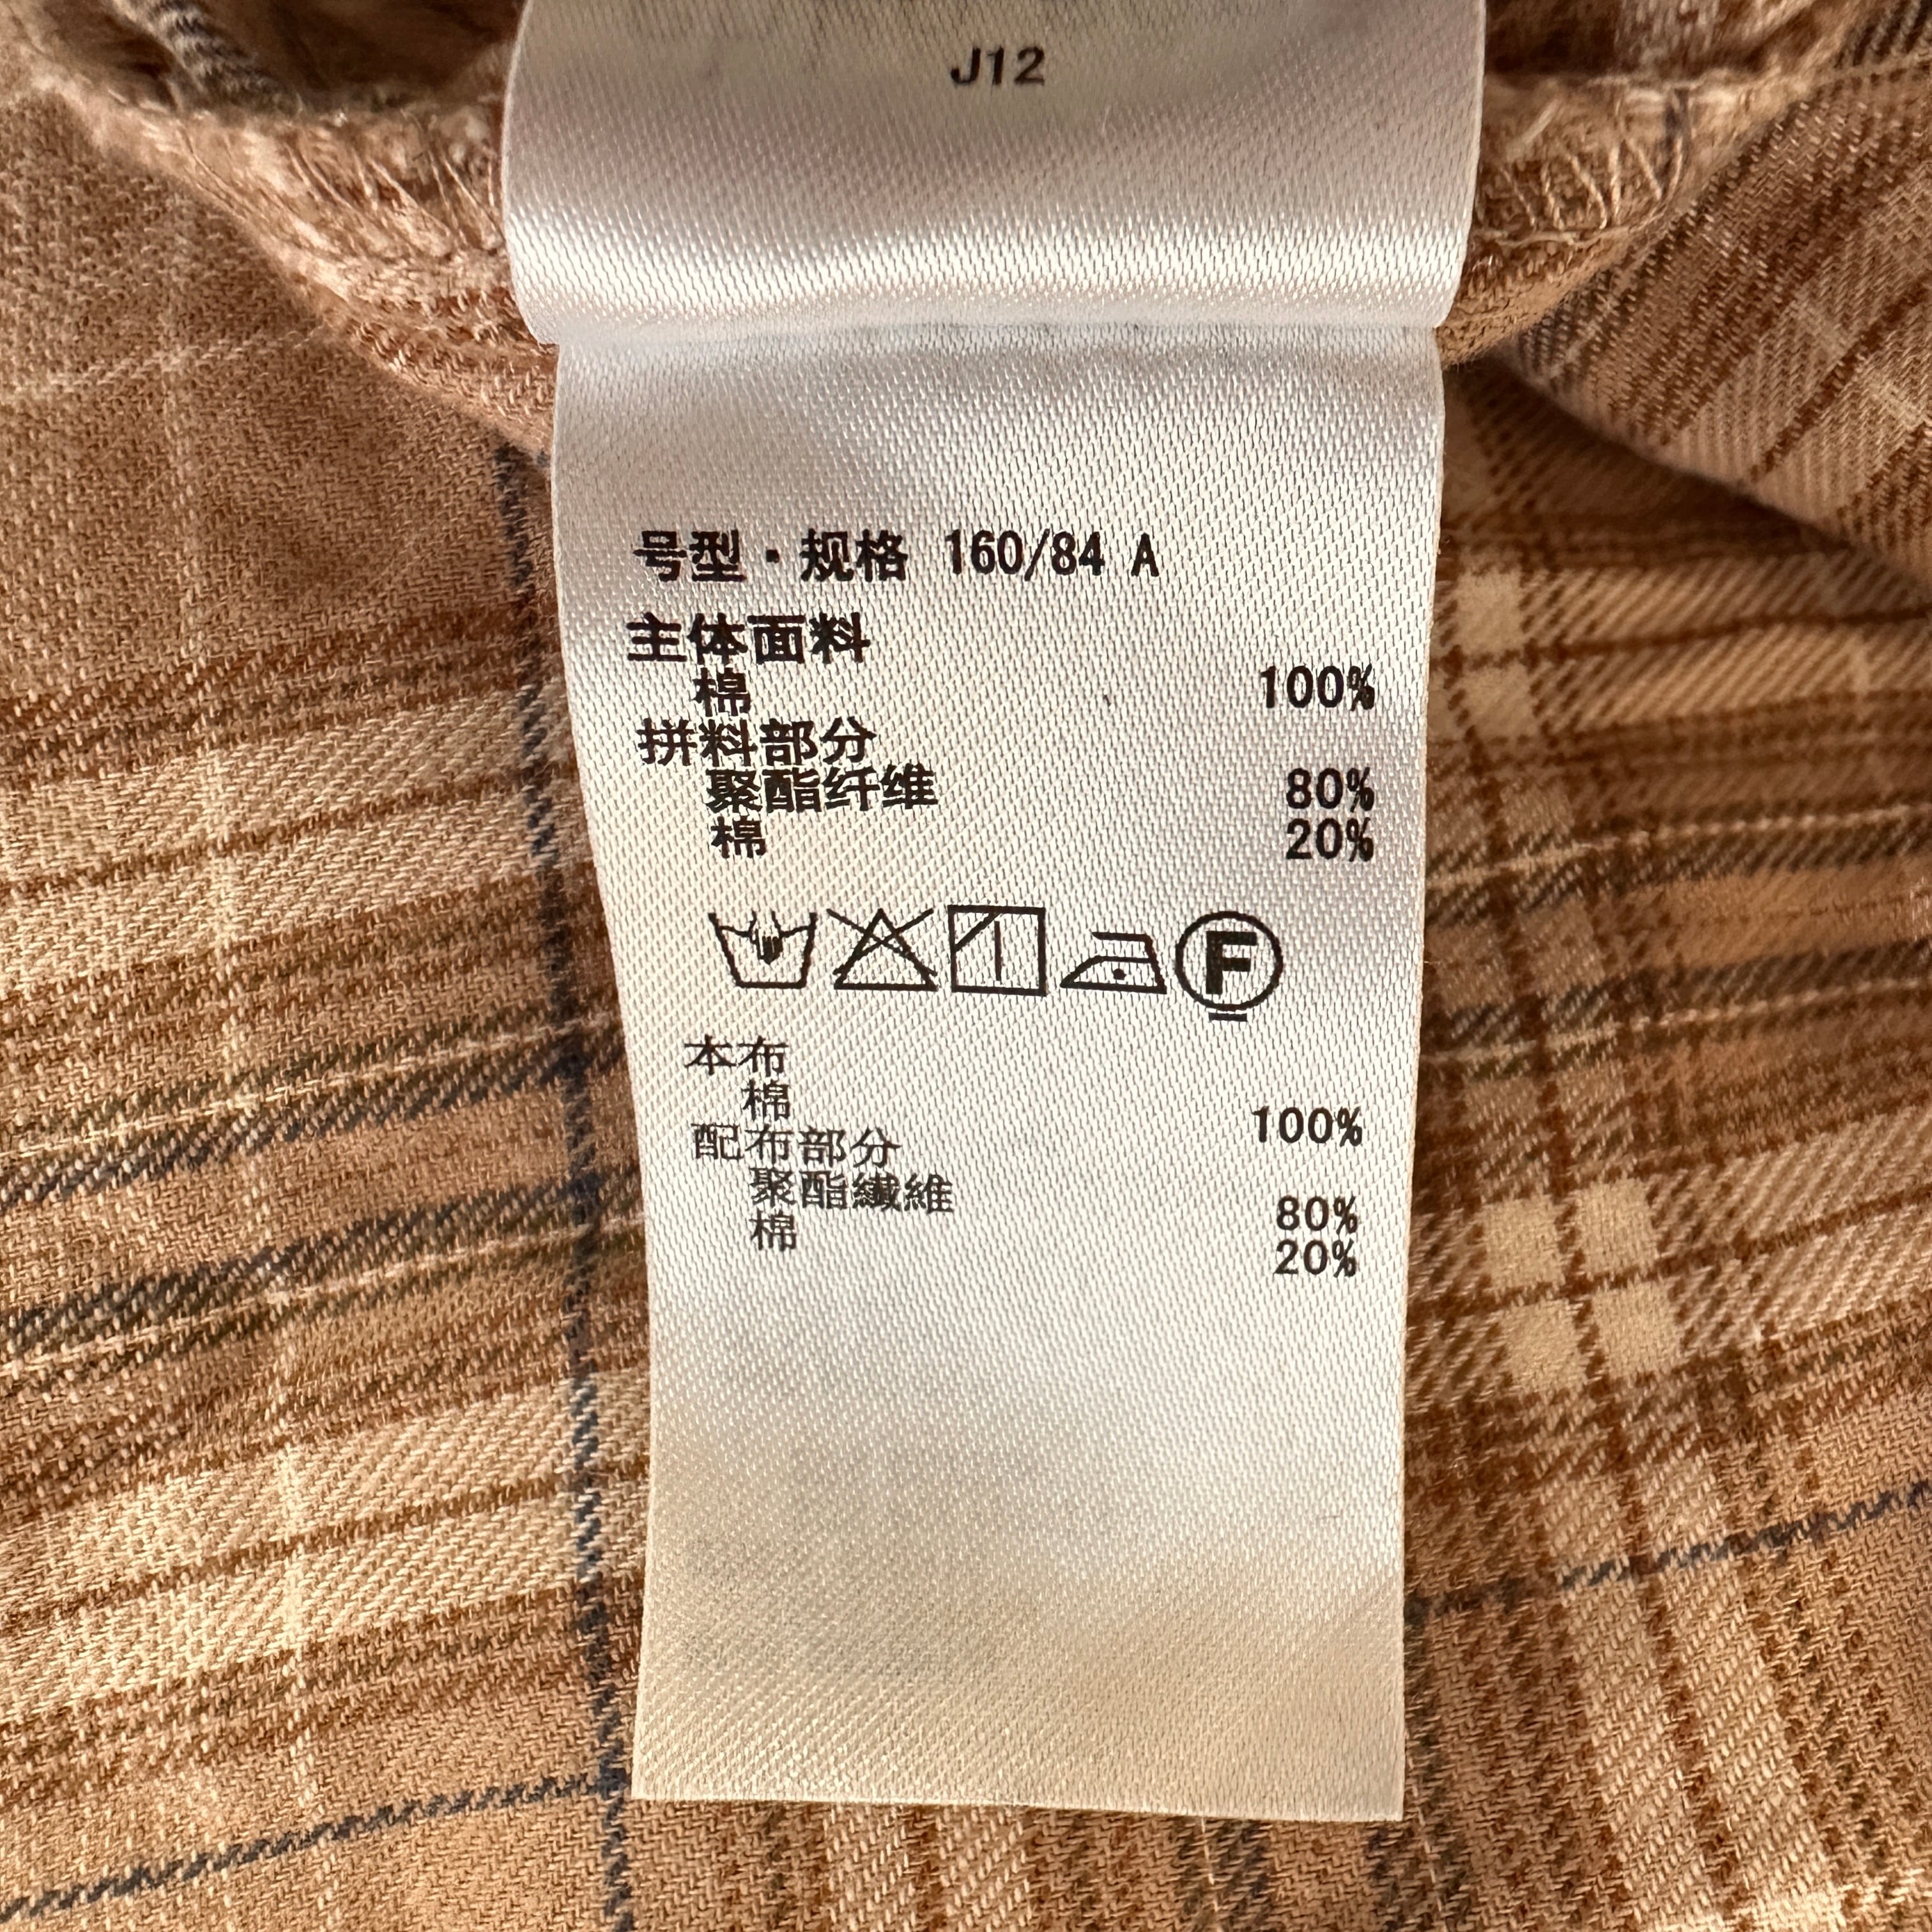 J12
号型・规格 160/84 A
主体面料
棉 100%
拼料部分
聚酯纤维 80%
棉 20%
F
本布
棉 100%
配布部分
聚酯纖維 80%
棉 20%